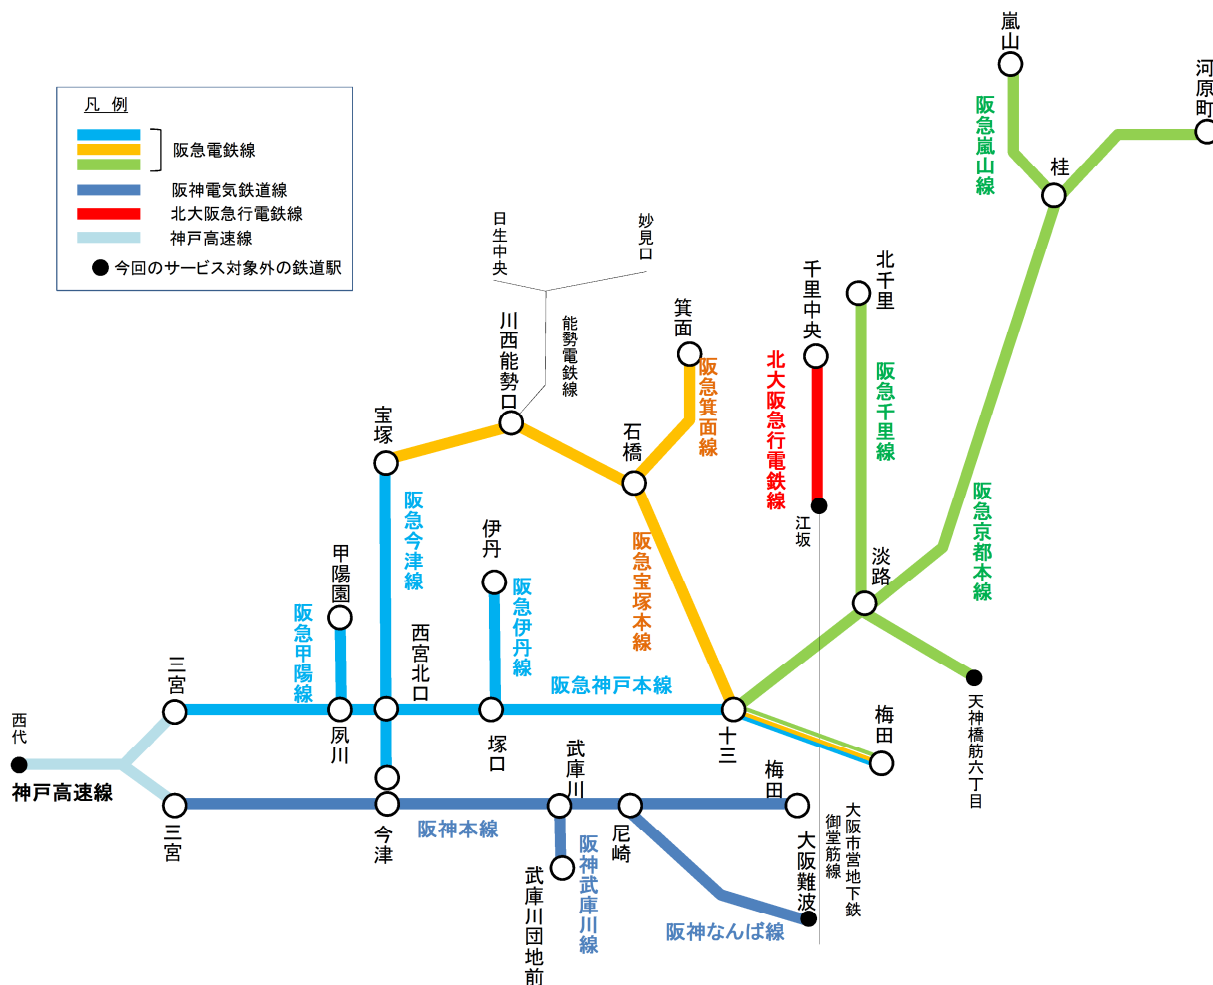 凡 例
阪急電鉄線
阪神電気鉄道線
北大阪急行電鉄線
神戸高速線
今回のサービス対象外の鉄道駅
嵐山
河原町
阪急嵐山線
桂
日生中央
妙見口
能勢電鉄線
川西能勢口
箕面
阪急箕面線
千里中央
北千里
北大阪急行電鉄線
阪急千里線
宝塚
石橋
阪急今津線
伊丹
阪急伊丹線
阪急宝塚本線
江坂
阪急京都本線
淡路
甲陽園
阪急甲陽線
西宮北口
阪急神戸本線
三宮
西代
神戸高速線
夙川
塚口
十三
梅田
天神橋筋六丁目
武庫川
梅田
三宮
今津
阪神本線
尼崎
大阪難波
御堂筋線
大阪市営地下鉄
武庫川団地前
阪神武庫川線
阪神なんば線